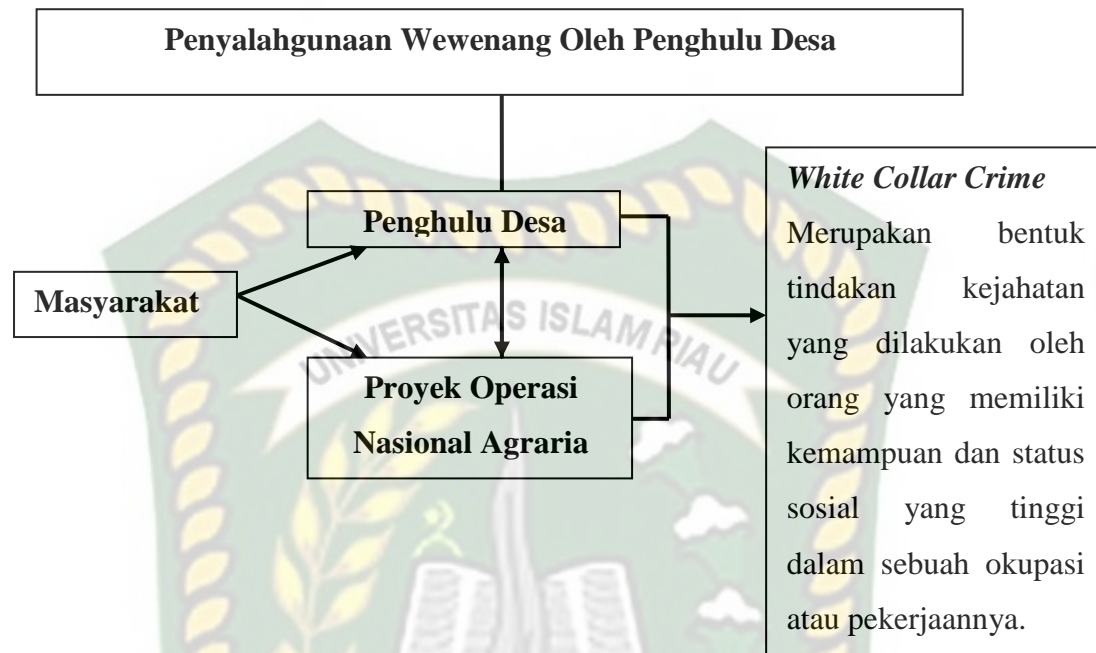 Penyalahgunaan Wewenang Oleh Penghulu Desa
Penghulu Desa
Masyarakat
UNIVERSITAS ISLAM RIAU
Proyek Operasi
Nasional Agraria
White Collar Crime
Merupakan bentuk
tindakan kejahatan
yang dilakukan oleh
orang yang memiliki
kemampuan dan status
sosial yang tinggi
dalam sebuah okupasi
atau pekerjaannya.